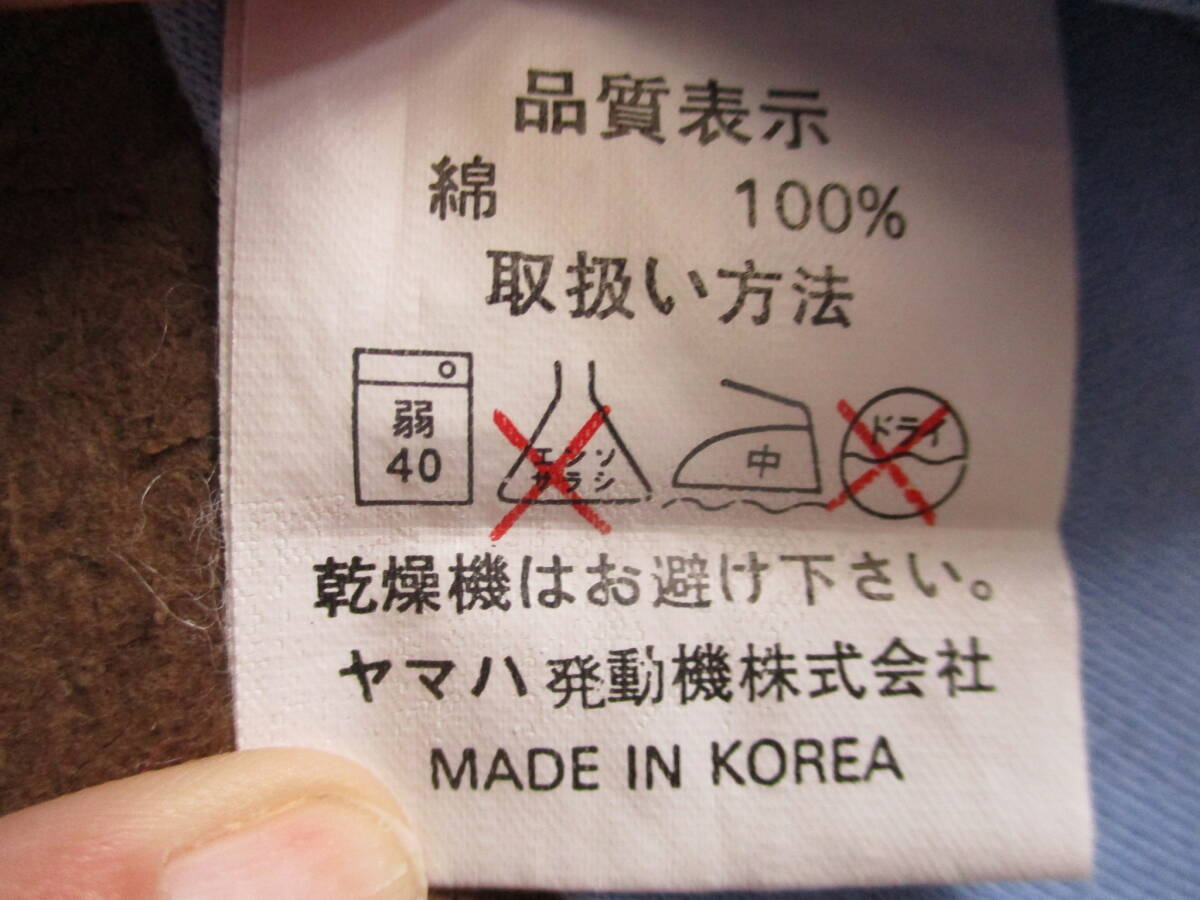 品質表示
綿 100%
取扱い方法
弱
40
エンソ
サラシ
中
ドライ
乾燥機はお避け下さい。
ヤマハ発動機株式会社
MADE IN KOREA